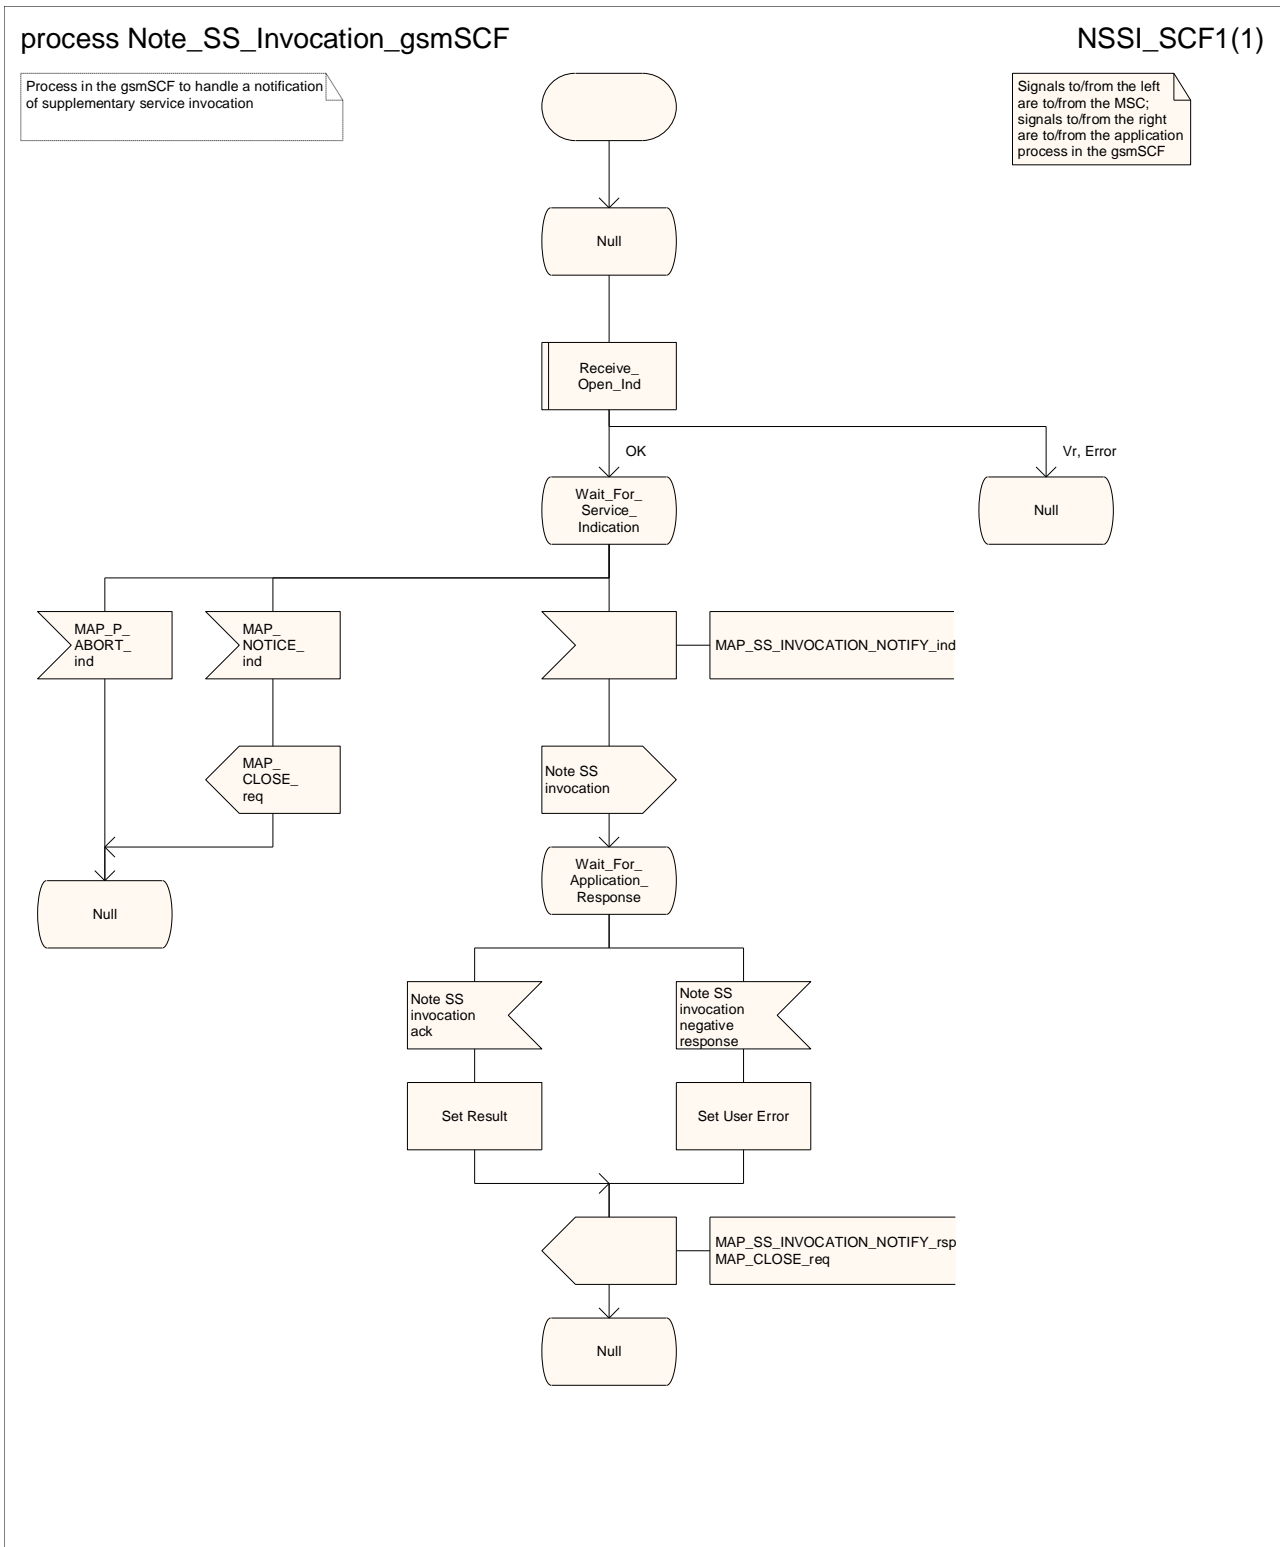 process Note_SS_Invocation_gsmSCF
NSSI_SCF1(1)
Process in the gsmSCF to handle a notification
of supplementary service invocation
Signals to/from the left
are to/from the MSC;
signals to/from the right
are to/from the application
process in the gsmSCF
Null
Receive_
Open_Ind
OK
Vr, Error
Wait_For_
Service_
Indication
Null
MAP_P_
ABORT_
ind
MAP_
NOTICE_
ind
MAP_SS_INVOCATION_NOTIFY_ind
MAP_
CLOSE_
req
Note SS
invocation
Wait_For_
Application_
Response
Null
Note SS
invocation
ack
Note SS
invocation
negative
response
Set Result
Set User Error
MAP_SS_INVOCATION_NOTIFY_rsp
MAP_CLOSE_req
Null